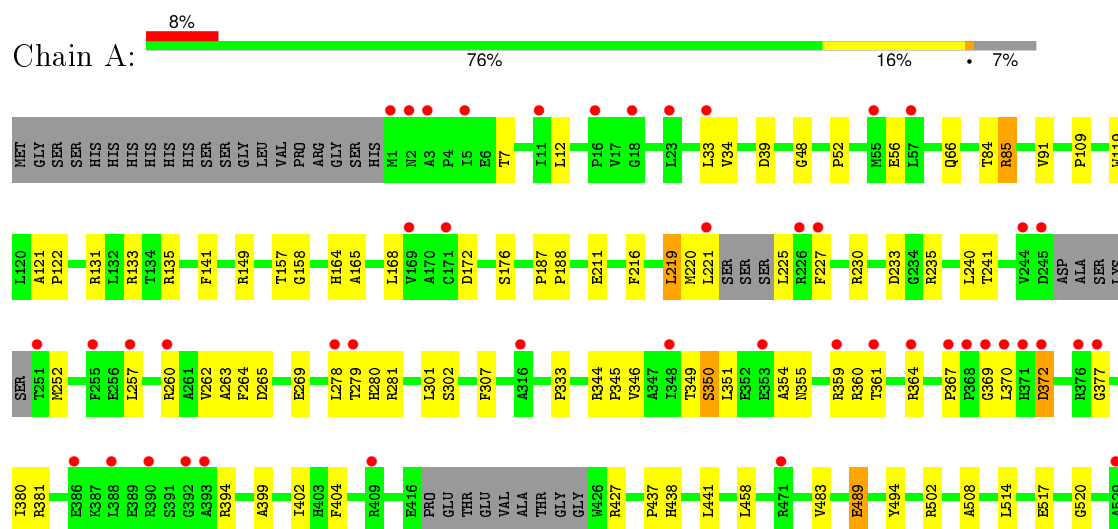 8%
Chain A:
76% 16% • 7%
MET GLY SER SER HIS HIS HIS HIS HIS HIS SER SER GLY LEU VAL PRO ARG GLY SER HIS M1 N2 A3 P4 I5 E6 T7 I11 L12 P16 V17 G18 L23 L33 V34 D39 G48 P52 M55 E56 L57 Q66 T84 R85 V91 P109 W119
L120 A121 P122 R131 L132 R133 T134 R135 F141 R149 T157 G158 H164 A165 L168 V169 A170 C171 D172 S176 P187 P188 E211 F216 L219 M220 L221 SER SER SER L225 R226 F227 R230 D233 G234 R235 L240 T241 V244 D245 ASP ALA SER LYS
SER T251 M252 F255 E256 L257 R260 A261 V262 A263 F264 D265 E269 L278 T279 H280 R281 L301 S302 F307 A316 P333 R344 P345 V346 A347 I348 T349 S350 L351 E352 E353 A354 N355 R359 R360 T361 R364 P367 P368 G369 L370 H371 D372 R376 G377
I380 R381 E386 K387 L388 E389 R390 S391 G392 A393 R394 A399 I402 H403 F404 R409 E416 PRO GLU THR GLU VAL ALA THR GLY GLY W426 R427 P437 H438 L441 L458 R471 V483 E489 Y494 R502 A508 L514 E517 G520